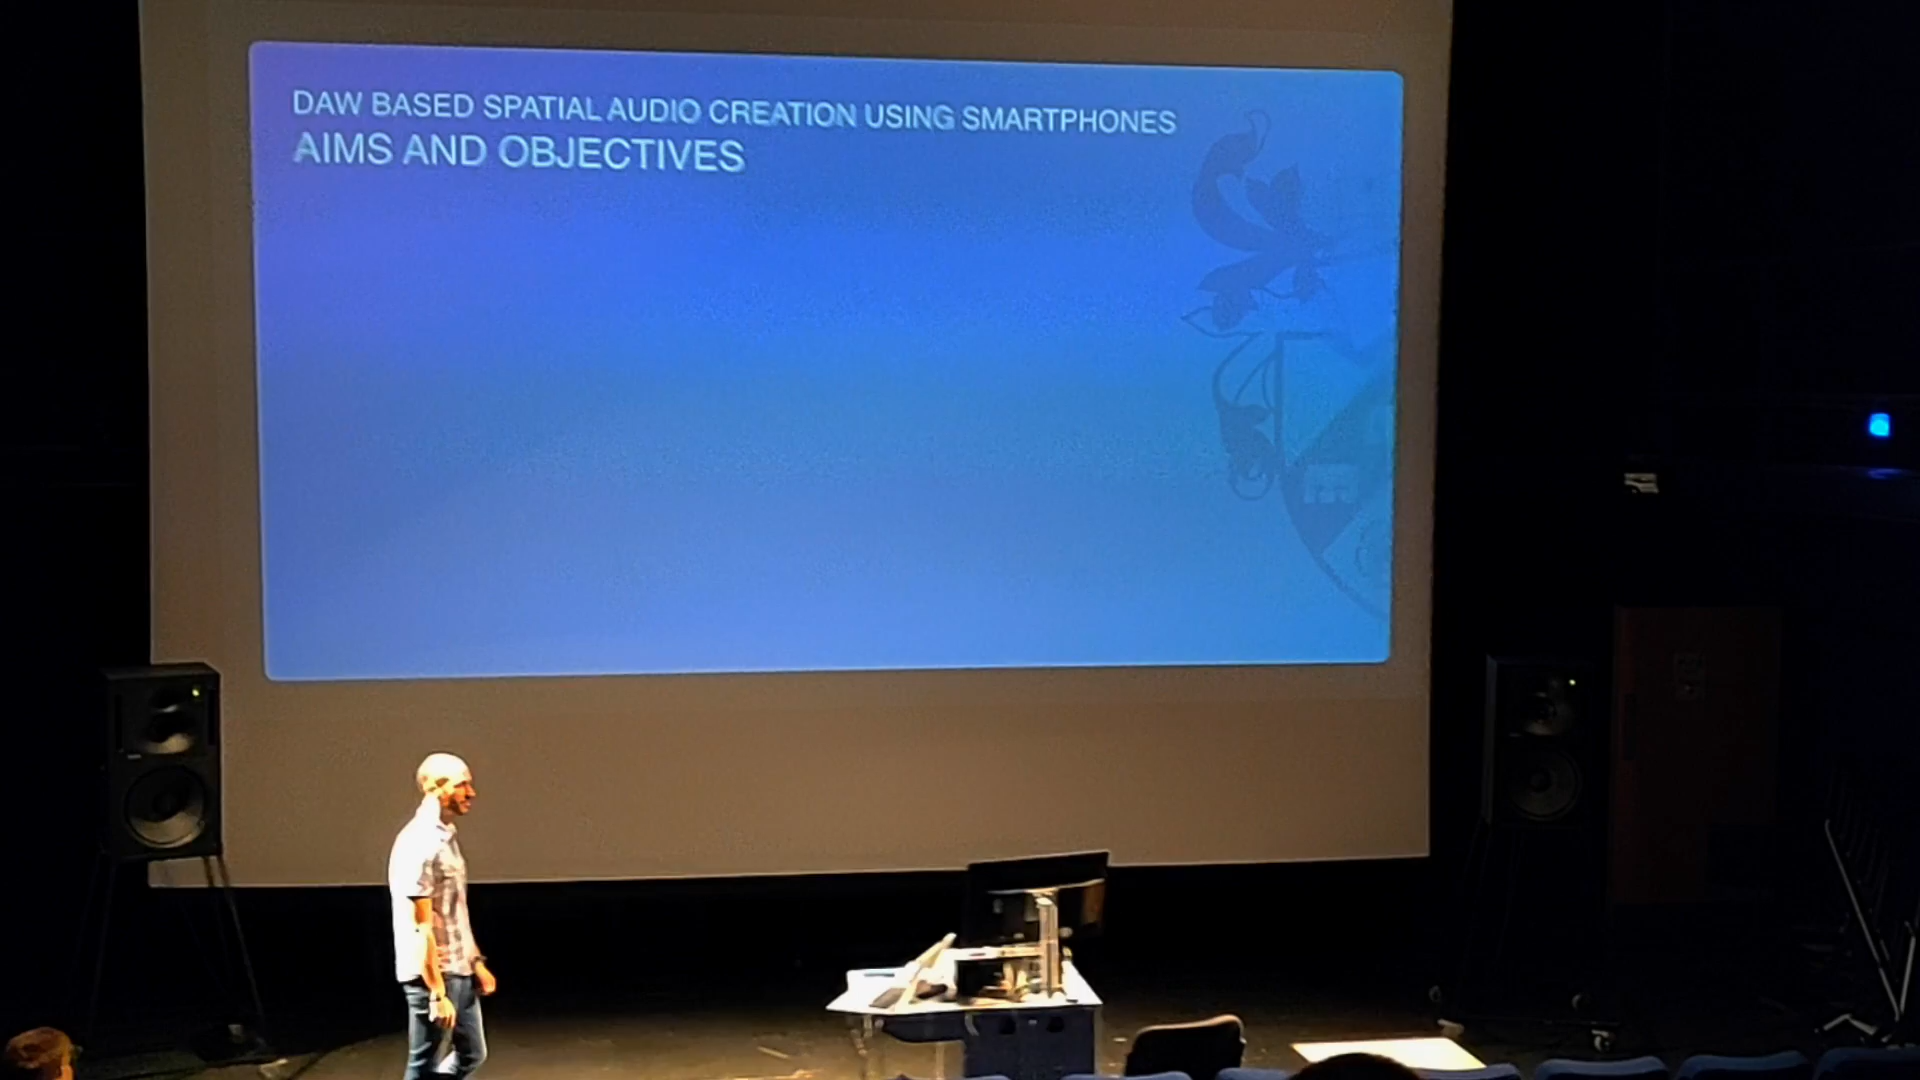 DAW BASED SPATIAL AUDIO CREATION USING SMARTPHONES
AIMS AND OBJECTIVES